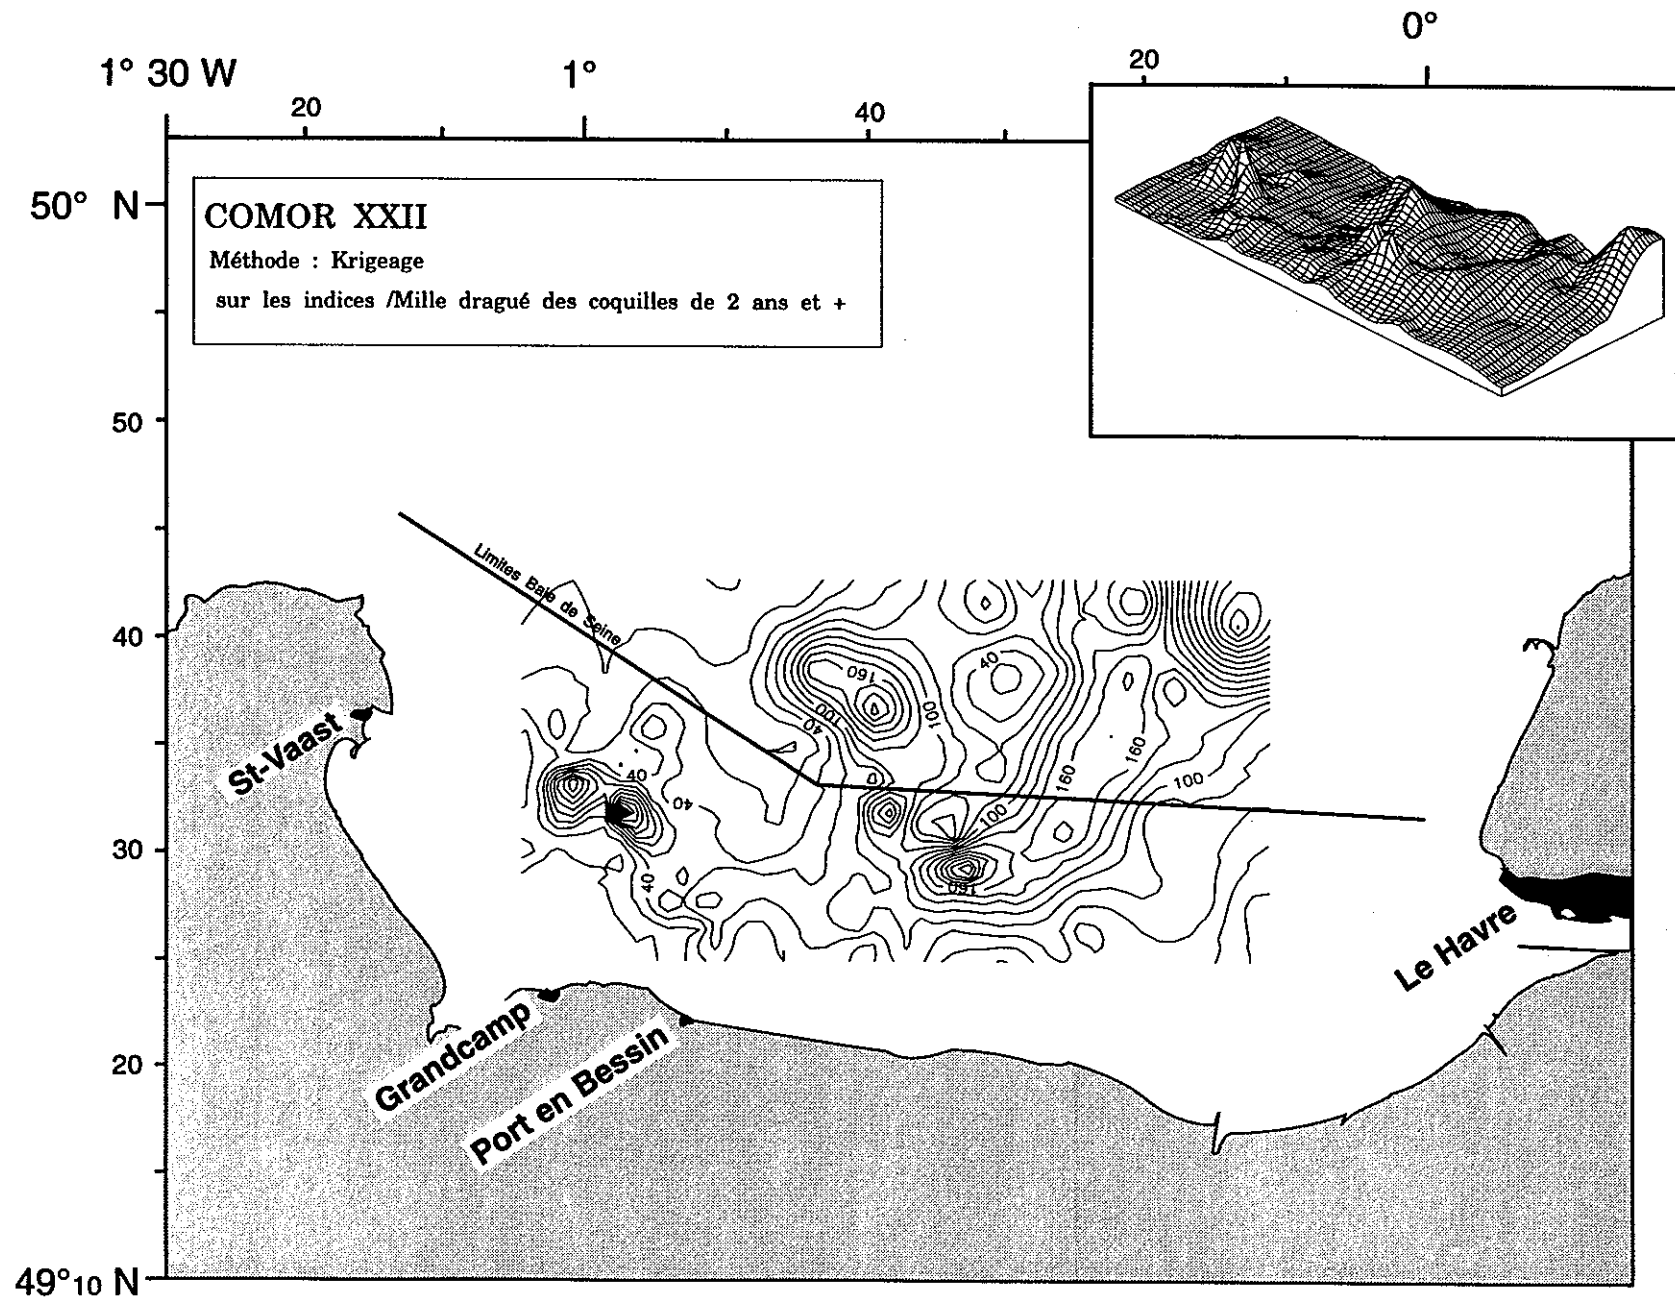 0°
20
1° 30 W
1°
20
40
50° N
COMOR XXII
Méthode : Krigeage
sur les indices /Mille dragué des coquilles de 2 ans et +
50
Limites Baie de Seine
40
40
160
100
100
40
St-Vaast
160
160
40
100
40
100
30
40
160
Le Havre
Grandcamp
Port en Bessin
20
49°10 N